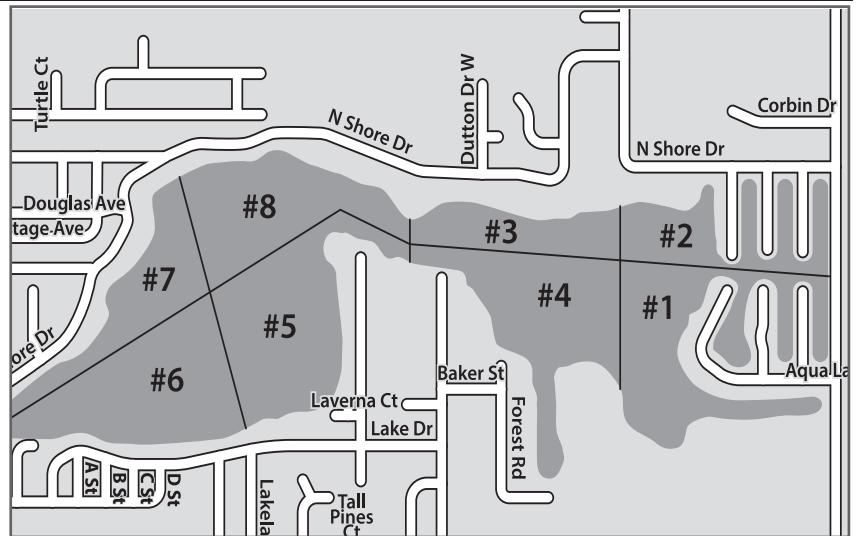 Turtle Ct
N Shore Dr
Dutton Dr W
Corbin Dr
N Shore Dr
Douglas Ave
tage Ave
#8
#3
#2
#7
#4
#1
#5
ore Dr
#6
Baker St
Aqua La
Laverna Ct
Forest Rd
Lake Dr
A St
B St
C St
D St
Lakela
Tall
Pines
Ct